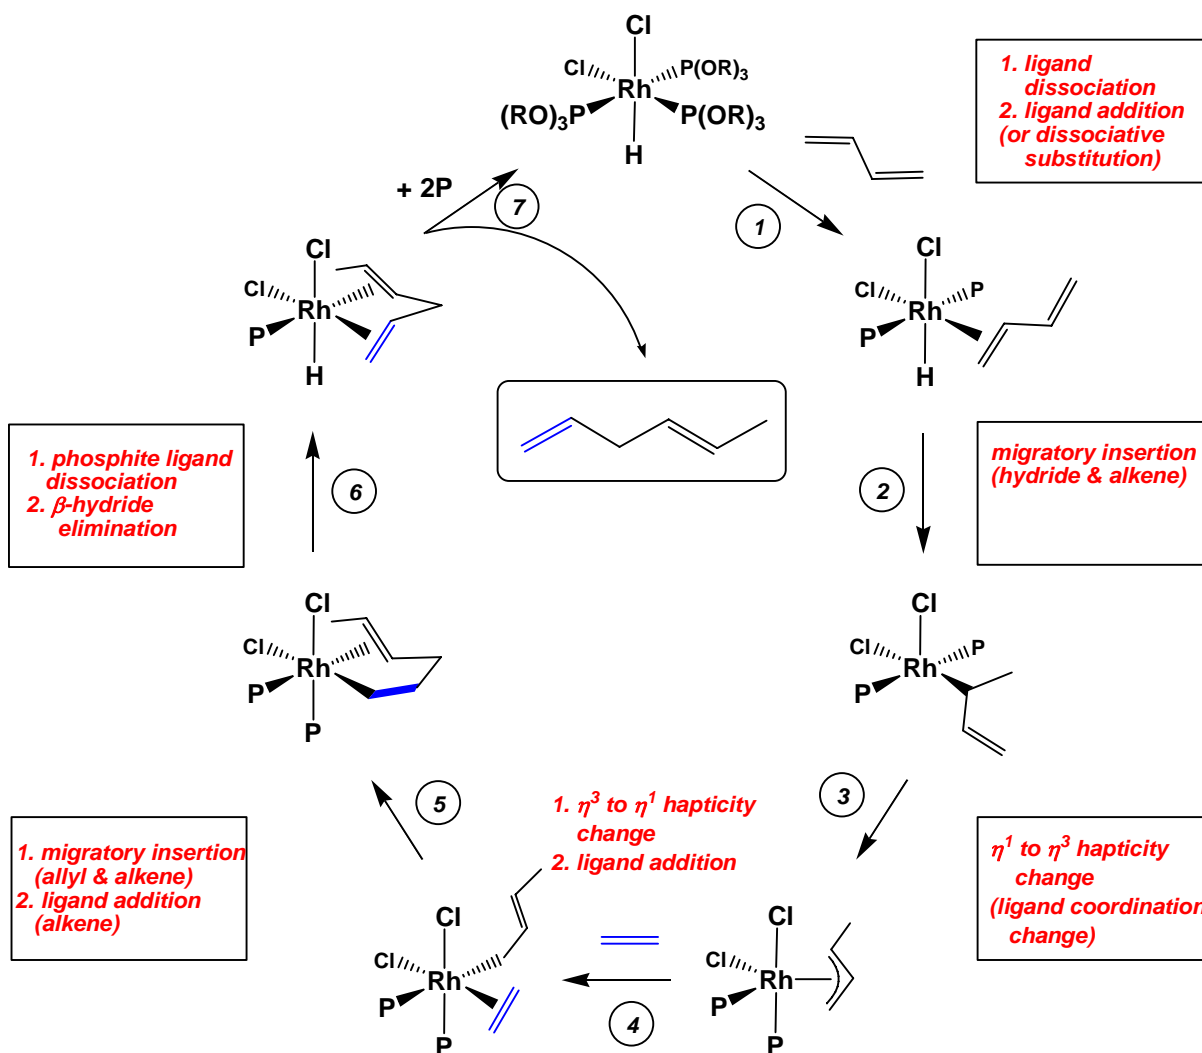 Cl
Cl
P(OR)3
Rh
(RO)3P
P(OR)3
H
1. ligand
dissociation
2. ligand addition
(or dissociative
substitution)
+ 2P
7
1
Cl
Cl
Rh
P
H
Cl
Cl
P
Rh
P
H
1. phosphite ligand
dissociation
2. β-hydride
elimination
6
2
migratory insertion
(hydride & alkene)
Cl
Cl
Rh
P
P
Cl
Cl
P
Rh
P
5
3
1. η3 to η1 hapticity
change
2. ligand addition
1. migratory insertion
(allyl & alkene)
2. ligand addition
(alkene)
η1 to η3 hapticity
change
(ligand coordination
change)
Cl
Cl
Rh
P
P
4
Cl
Cl
Rh
P
P